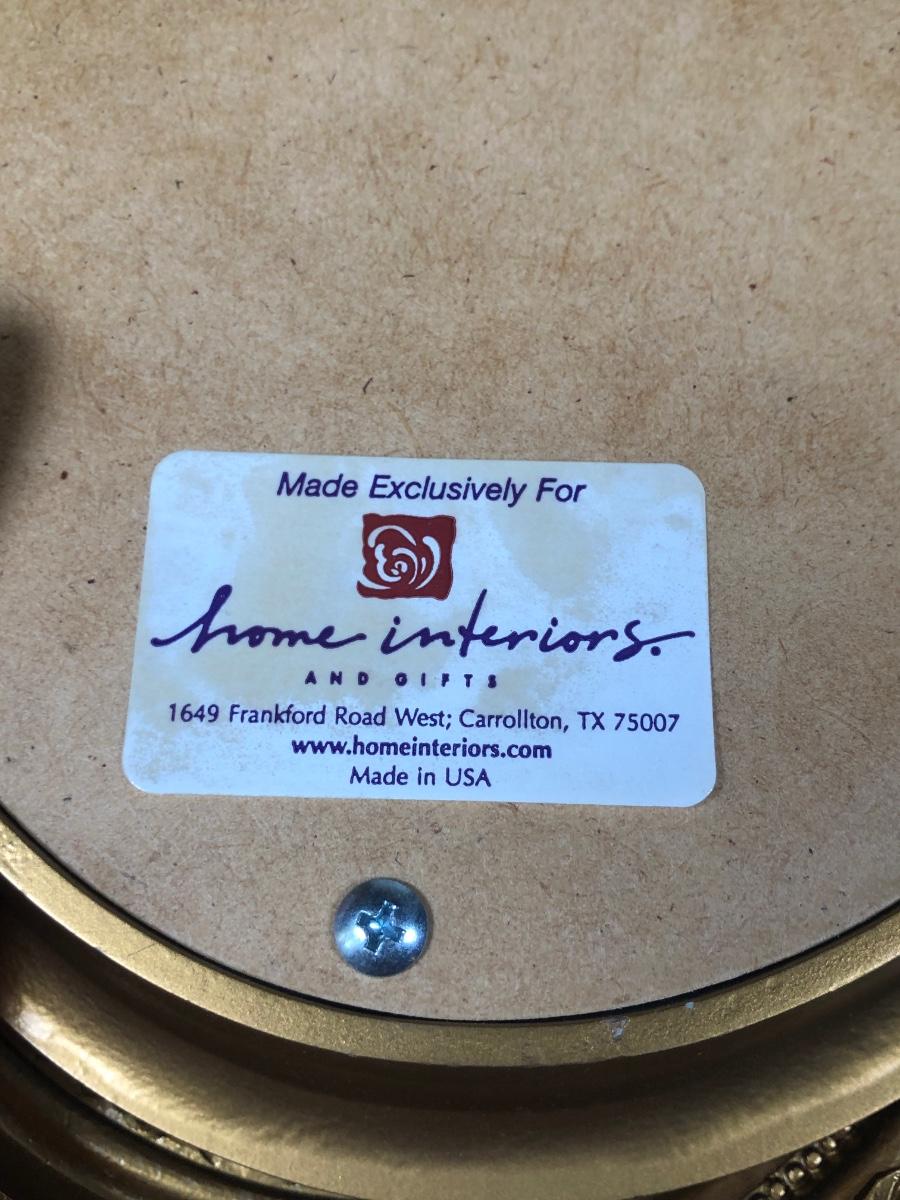 Made Exclusively For
home interiors.
AND GIFTS
1649 Frankford Road West; Carrollton, TX 75007
www.homeinteriors.com
Made in USA